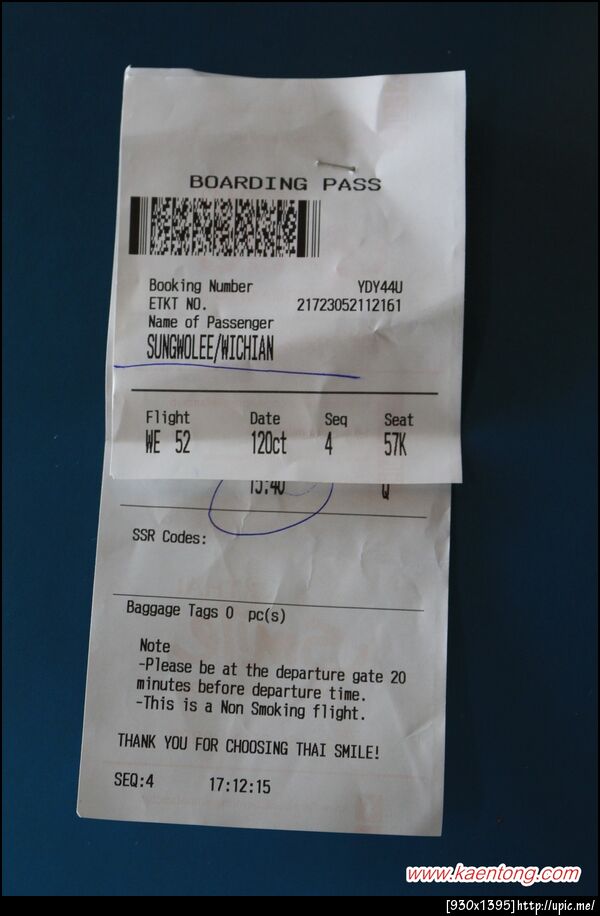 BOARDING PASS
Booking Number YDY44U
ETKT NO. 21723052112161
Name of Passenger
SUNGWOLEE/WICHIAN
Flight Date Seq Seat
WE 52 12Oct 4 57K
15:40 Q
SSR Codes:
Baggage Tags 0 pc(s)
Note
-Please be at the departure gate 20
minutes before departure time.
-This is a Non Smoking flight.
THANK YOU FOR CHOOSING THAI SMILE!
SEQ:4 17:12:15
www.kaentong.com
[930x1395]http://upic.me/